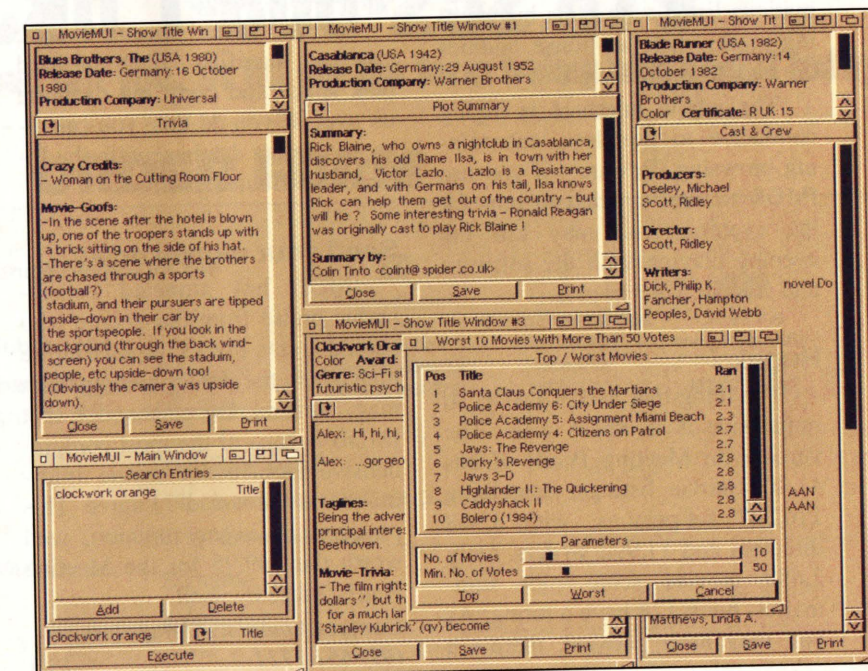 MovieMUI – Show Title Win
Blues Brothers, The (USA 1980)
Release Date: Germany:16 October
1980
Production Company: Universal
Trivia
Crazy Credits:
– Woman on the Cutting Room Floor
Movie-Goofs:
–In the scene after the hotel is blown
up, one of the troopers stands up with
a brick sitting on the side of his hat.
–There's a scene where the brothers
are chased through a sports
(football?)
stadium, and their pursuers are tipped
upside-down in their car by
the sportspeople. If you look in the
background (through the back wind-
screen) you can see the staduim,
people, etc upside-down too!
(Obviously the camera was upside
down).
Close Save Print
MovieMUI – Show Title Window #1
Casablanca (USA 1942)
Release Date: Germany:29 August 1952
Production Company: Warner Brothers
Plot Summary
Summary:
Rick Blaine, who owns a nightclub in Casablanca,
discovers his old flame Ilsa, is in town with her
husband, Victor Lazlo. Lazlo is a Resistance
leader, and with Germans on his tail, Ilsa knows
Rick can help them get out of the country – but
will he ? Some interesting trivia – Ronald Reagan
was originally cast to play Rick Blaine !
Summary by:
Colin Tinto <colint@spider.co.uk>
Close Save Print
MovieMUI – Show Tit
Blade Runner (USA 1982)
Release Date: Germany:14
October 1982
Production Company: Warner
Brothers
Color Certificate: R UK:15
Cast & Crew
Producers:
Deeley, Michael
Scott, Ridley
Director:
Scott, Ridley
Writers:
Dick, Philip K. novel Do
Fancher, Hampton
Peoples, David Webb
AAN
AAN
Matthews, Linda A.
Close Save Print
MovieMUI – Main Window
Search Entries
clockwork orange Title
Add Delete
clockwork orange Title
Execute
MovieMUI – Show Title Window #3
Clockwork Oran
Color Award:
Genre: Sci-Fi su
futuristic psych
Alex: Hi, hi, hi,
Alex: ...gorgeo
Taglines:
Being the adver
principal interes
Beethoven.
Movie-Trivia:
– The film rights
dollars'', but th
for a much lar
'Stanley Kubrick' (qv) become
Close Save Print
Worst 10 Movies With More Than 50 Votes
Top / Worst Movies
Pos Title Ran
1 Santa Claus Conquers the Martians 2.1
2 Police Academy 6: City Under Siege 2.1
3 Police Academy 5: Assignment Miami Beach 2.3
4 Police Academy 4: Citizens on Patrol 2.7
5 Jaws: The Revenge 2.7
6 Porky's Revenge 2.8
7 Jaws 3-D 2.8
8 Highlander II: The Quickening 2.8
9 Caddyshack II 2.8
10 Bolero (1984) 2.8
Parameters
No. of Movies 10
Min. No. of Votes 50
Top Worst Cancel